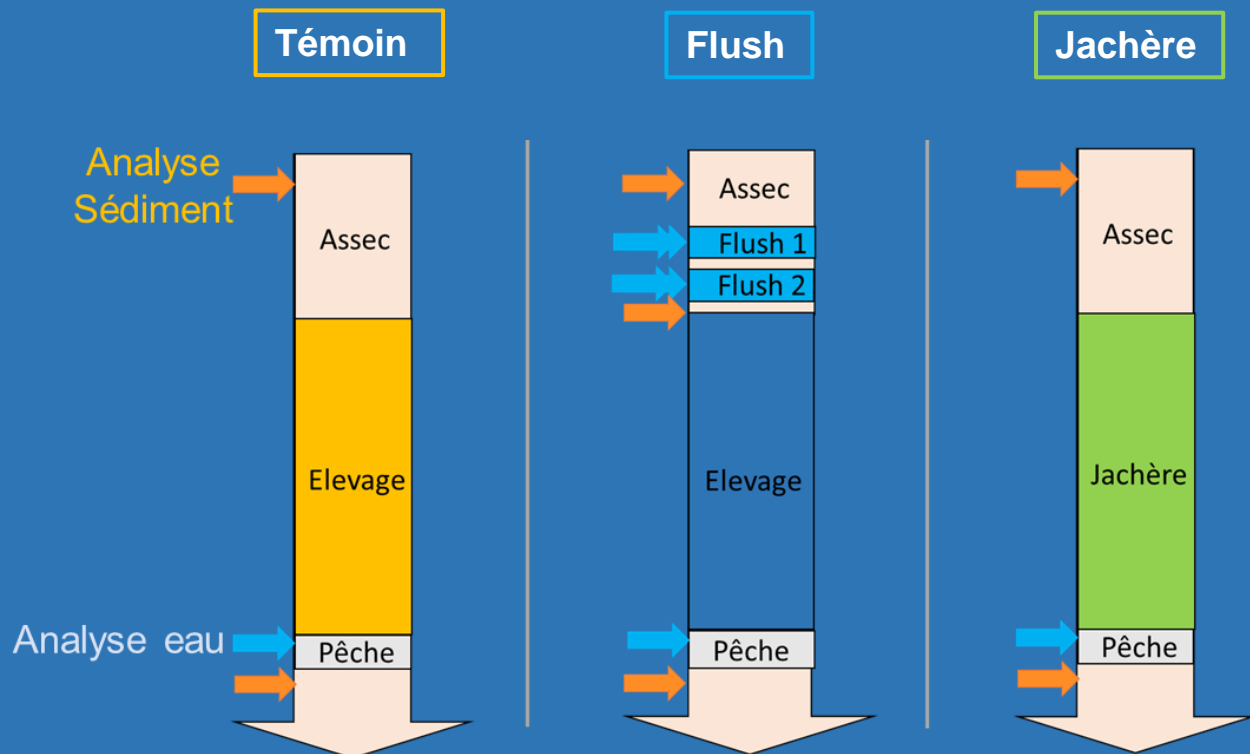 Témoin
Flush
Jachère
Analyse
Sédiment
Assec
Elevage
Analyse eau
Pêche
Assec
Flush 1
Flush 2
Elevage
Pêche
Assec
Jachère
Pêche